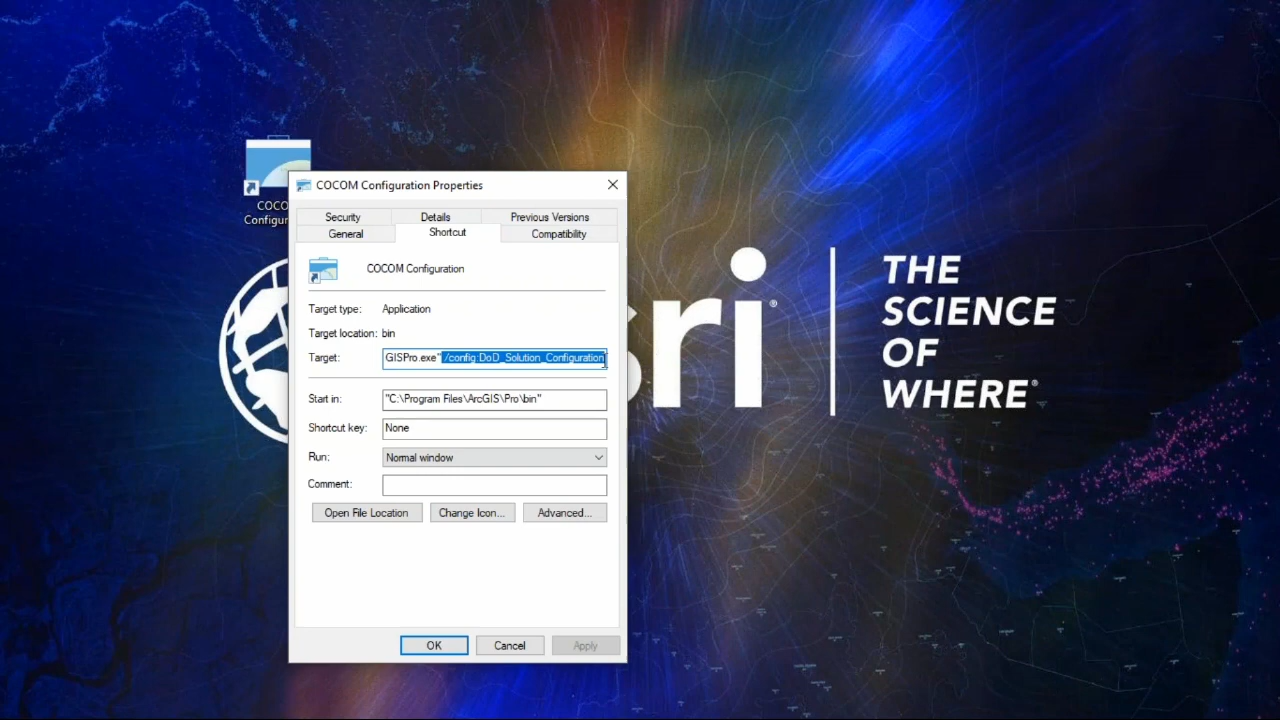 COCO
Configur
COCOM Configuration Properties
Security Details Previous Versions
General Shortcut Compatibility
COCOM Configuration
Target type: Application
Target location: bin
Target: GISPro.exe" /config:DoD_Solution_Configuration
Start in: "C:\Program Files\ArcGIS\Pro\bin"
Shortcut key: None
Run: Normal window
Comment:
Open File Location Change Icon... Advanced...
OK Cancel Apply
sri®
THE
SCIENCE
OF
WHERE®